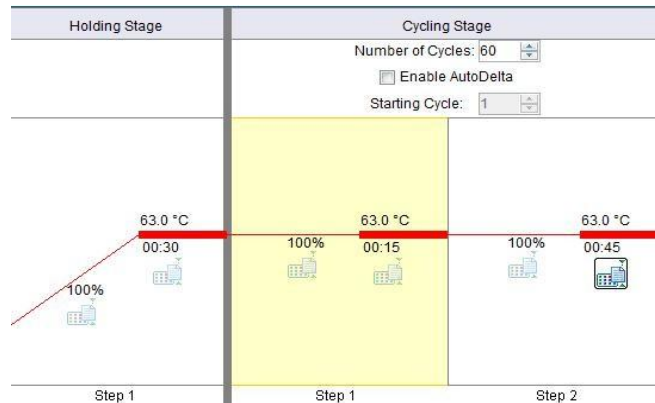 Holding Stage
Cycling Stage
Number of Cycles: 60
Enable AutoDelta
Starting Cycle: 1
63.0 °C
63.0 °C
63.0 °C
00:30
100%
00:15
100%
00:45
100%
Step 1
Step 1
Step 2